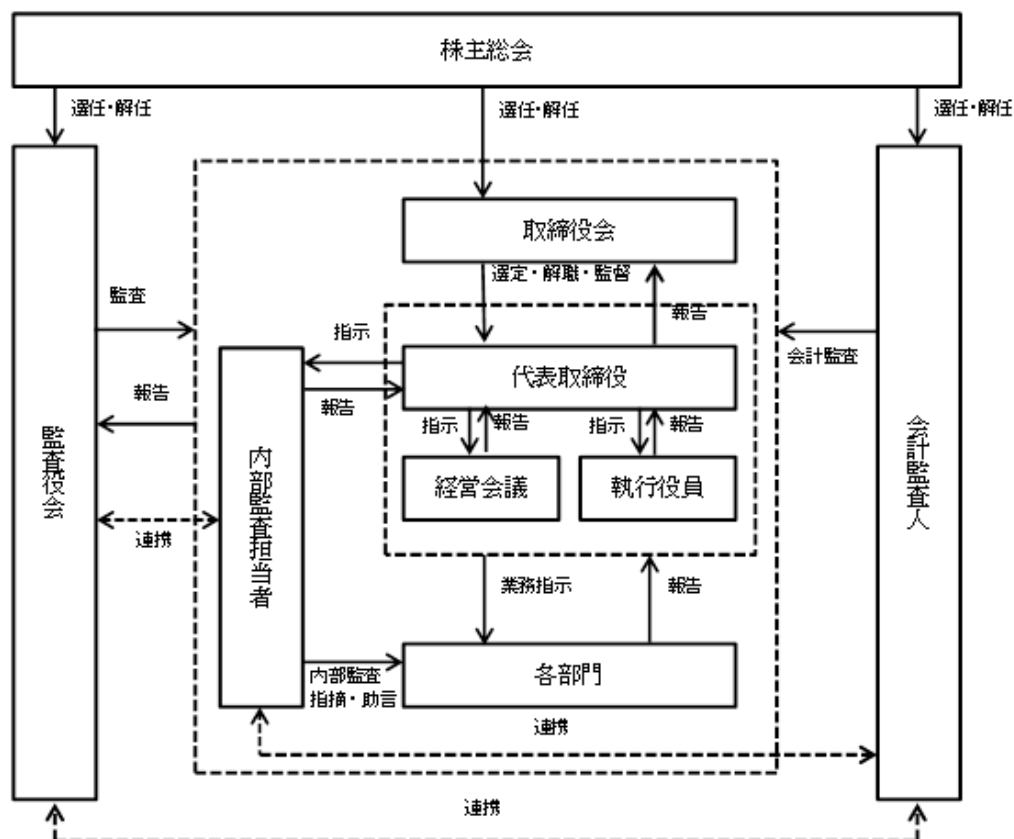 株主総会
選任・解任
選任・解任
選任・解任
取締役会
選定・解職・監督
報告
監査
報告
指示
報告
代表取締役
会計監査
指示
報告
指示
報告
経営会議
執行役員
監査役会
内部監査担当者
会計監査人
連携
業務指示
報告
内部監査
指摘・助言
各部門
連携
連携